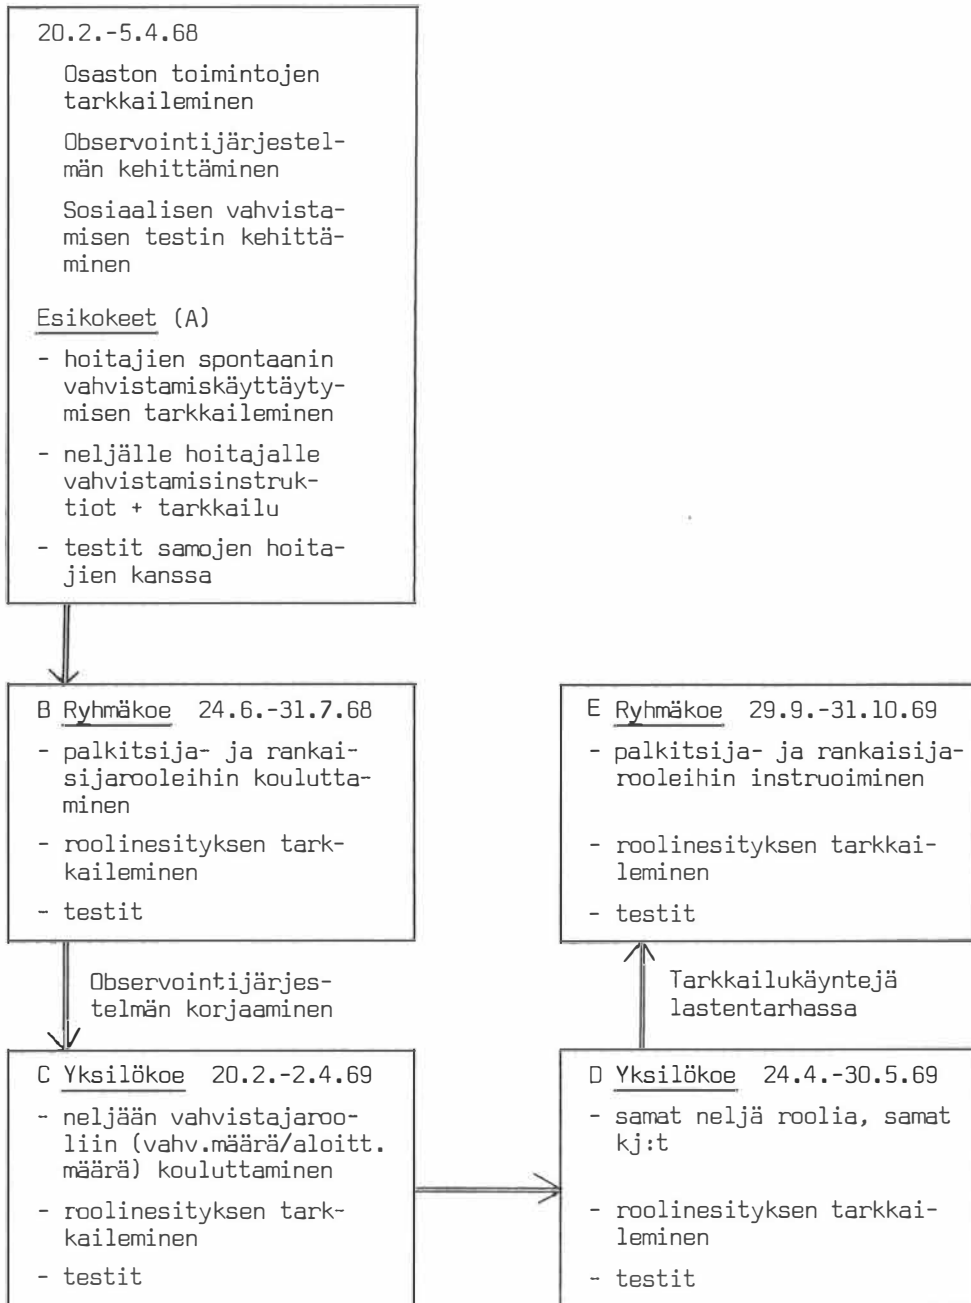 20.2.-5.4.68
Osaston toimintojen
tarkkaileminen
Observointijärjestel-
män kehittäminen
Sosiaalisen vahvista-
misen testin kehittä-
minen
Esikokeet (A)
- hoitajien spontaanin
vahvistamiskäyttäyty-
misen tarkkaileminen
- neljälle hoitajalle
vahvistamisinstruk-
tiot + tarkkailu
- testit samojen hoita-
jien kanssa
B Ryhmäkoe 24.6.-31.7.68
- palkitsija- ja rankai-
sijarooleihin koulutta-
minen
- roolinesityksen tark-
kaileminen
- testit
Observointijärjes-
telmän korjaaminen
C Yksilökoe 20.2.-2.4.69
- neljään vahvistajaroo-
liin (vahv.määrä/aloitt.
määrä) kouluttaminen
- roolinesityksen tark-
kaileminen
- testit
D Yksilökoe 24.4.-30.5.69
- samat neljä roolia, samat
kj:t
- roolinesityksen tarkkai-
leminen
- testit
Tarkkailukäyntejä
lastentarhassa
E Ryhmäkoe 29.9.-31.10.69
- palkitsija- ja rankaisija-
rooleihin instruoiminen
- roolinesityksen tarkkai-
leminen
- testit